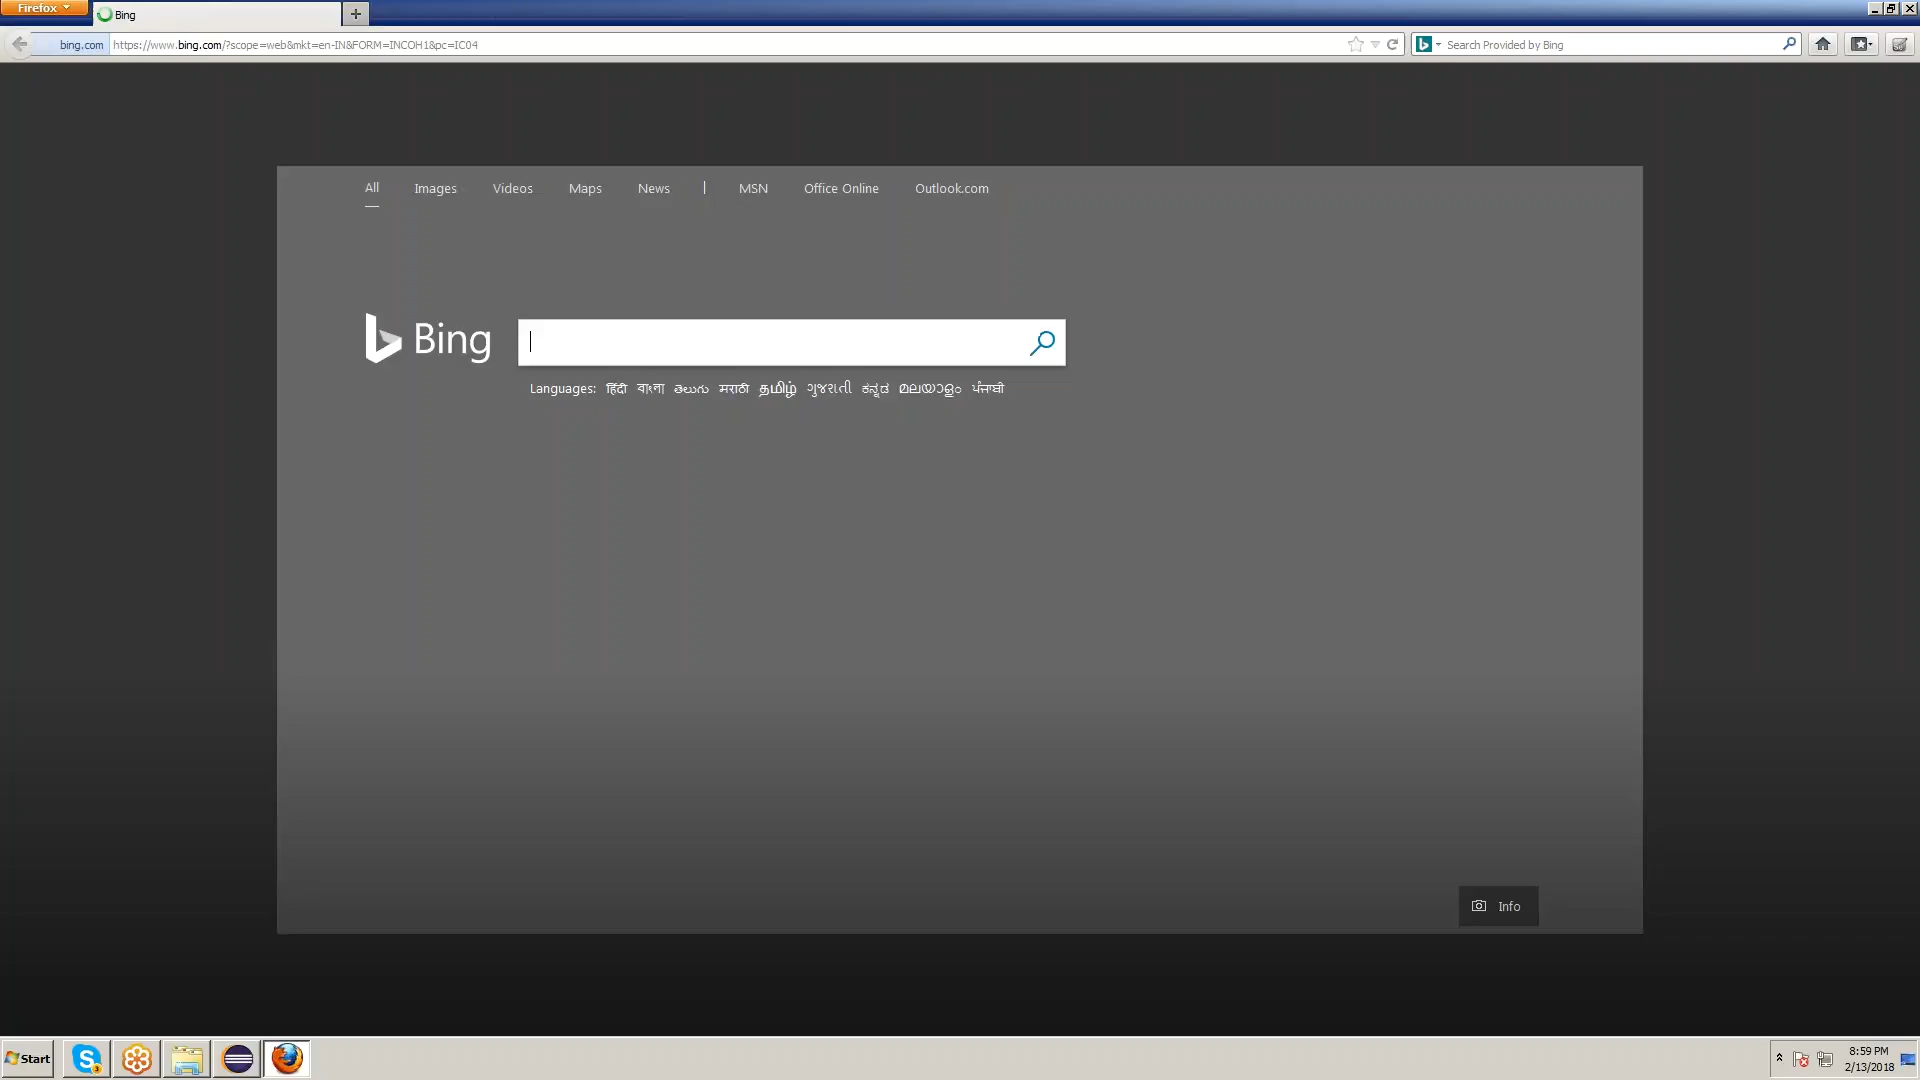 Firefox
Bing
bing.com https://www.bing.com/?scope=web&mkt=en-IN&FORM=INCOH1&pc=IC04
Search Provided by Bing
All Images Videos Maps News | MSN Office Online Outlook.com
Bing
Languages: हिंदी বাংলা తెలుగు मराठी தமிழ் ગુજરાતી ಕನ್ನಡ മലയാളം ਪੰਜਾਬੀ
Info
Start
8:59 PM
2/13/2018